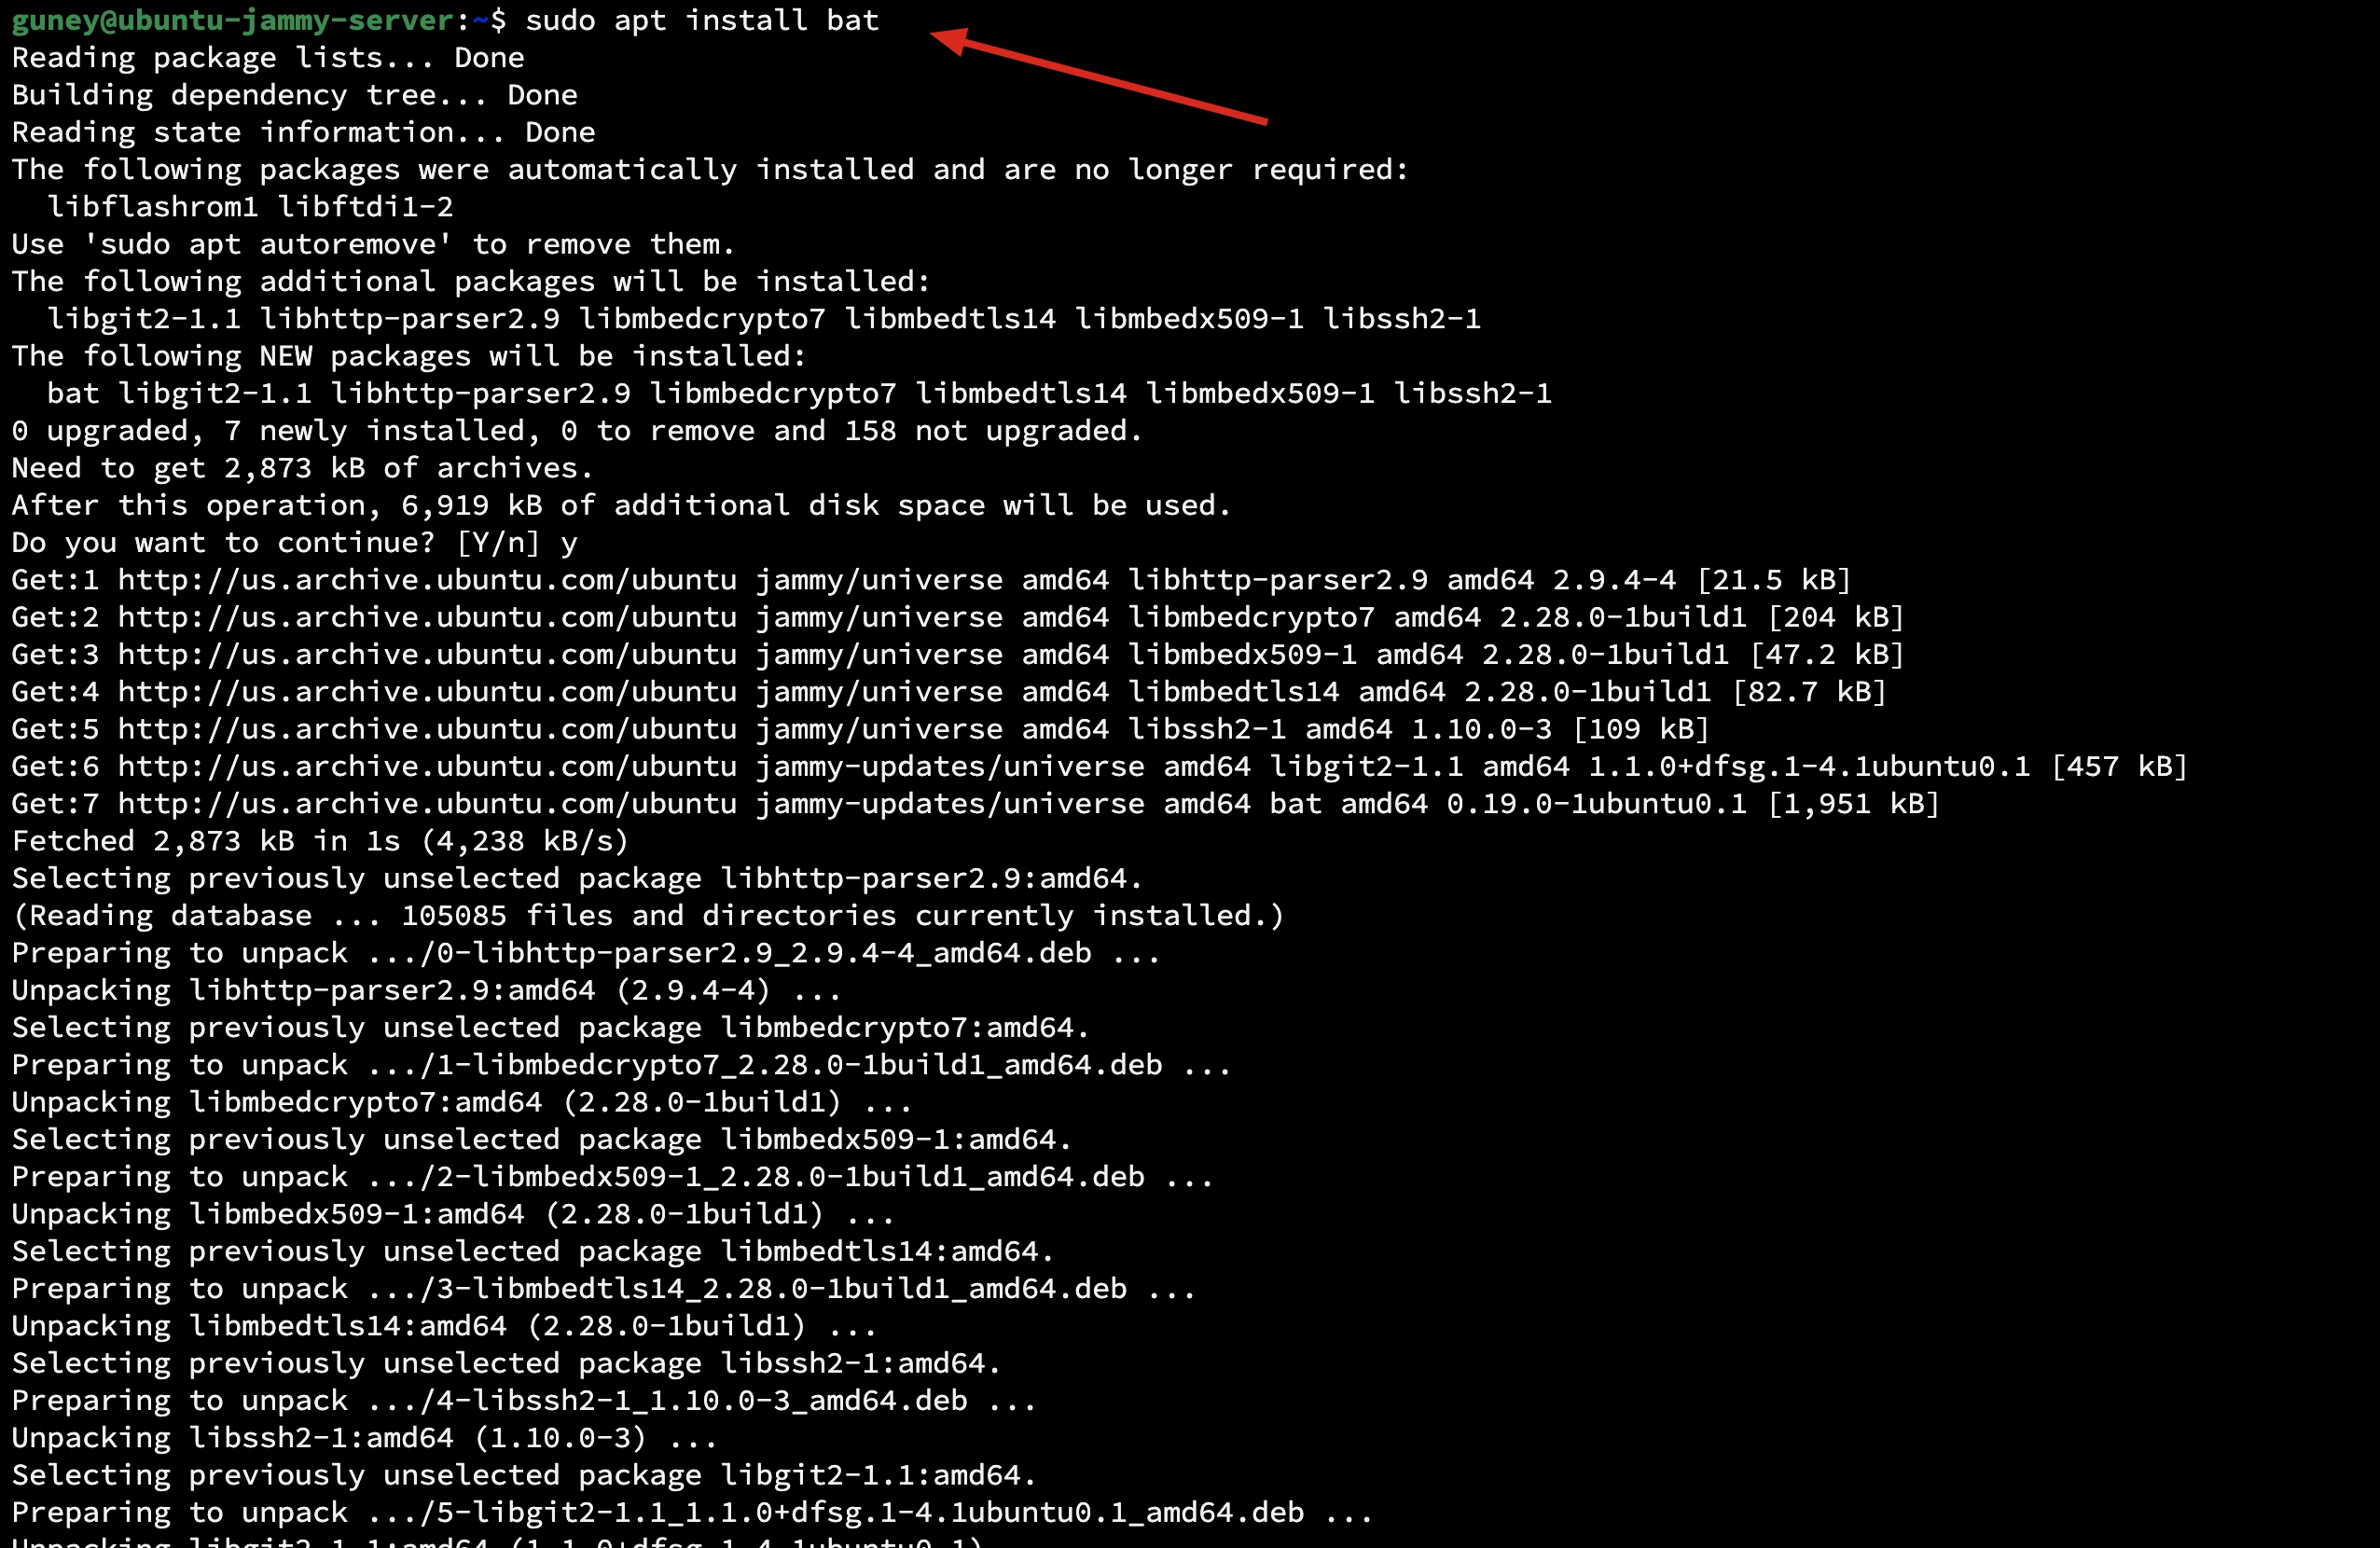 guney@ubuntu-jammy-server:~$ sudo apt install bat
Reading package lists... Done
Building dependency tree... Done
Reading state information... Done
The following packages were automatically installed and are no longer required:
  libflashrom1 libftdi1-2
Use 'sudo apt autoremove' to remove them.
The following additional packages will be installed:
  libgit2-1.1 libhttp-parser2.9 libmbedcrypto7 libmbedtls14 libmbedx509-1 libssh2-1
The following NEW packages will be installed:
  bat libgit2-1.1 libhttp-parser2.9 libmbedcrypto7 libmbedtls14 libmbedx509-1 libssh2-1
0 upgraded, 7 newly installed, 0 to remove and 158 not upgraded.
Need to get 2,873 kB of archives.
After this operation, 6,919 kB of additional disk space will be used.
Do you want to continue? [Y/n] y
Get:1 http://us.archive.ubuntu.com/ubuntu jammy/universe amd64 libhttp-parser2.9 amd64 2.9.4-4 [21.5 kB]
Get:2 http://us.archive.ubuntu.com/ubuntu jammy/universe amd64 libmbedcrypto7 amd64 2.28.0-1build1 [204 kB]
Get:3 http://us.archive.ubuntu.com/ubuntu jammy/universe amd64 libmbedx509-1 amd64 2.28.0-1build1 [47.2 kB]
Get:4 http://us.archive.ubuntu.com/ubuntu jammy/universe amd64 libmbedtls14 amd64 2.28.0-1build1 [82.7 kB]
Get:5 http://us.archive.ubuntu.com/ubuntu jammy/universe amd64 libssh2-1 amd64 1.10.0-3 [109 kB]
Get:6 http://us.archive.ubuntu.com/ubuntu jammy-updates/universe amd64 libgit2-1.1 amd64 1.1.0+dfsg.1-4.1ubuntu0.1 [457 kB]
Get:7 http://us.archive.ubuntu.com/ubuntu jammy-updates/universe amd64 bat amd64 0.19.0-1ubuntu0.1 [1,951 kB]
Fetched 2,873 kB in 1s (4,238 kB/s)
Selecting previously unselected package libhttp-parser2.9:amd64.
(Reading database ... 105085 files and directories currently installed.)
Preparing to unpack .../0-libhttp-parser2.9_2.9.4-4_amd64.deb ...
Unpacking libhttp-parser2.9:amd64 (2.9.4-4) ...
Selecting previously unselected package libmbedcrypto7:amd64.
Preparing to unpack .../1-libmbedcrypto7_2.28.0-1build1_amd64.deb ...
Unpacking libmbedcrypto7:amd64 (2.28.0-1build1) ...
Selecting previously unselected package libmbedx509-1:amd64.
Preparing to unpack .../2-libmbedx509-1_2.28.0-1build1_amd64.deb ...
Unpacking libmbedx509-1:amd64 (2.28.0-1build1) ...
Selecting previously unselected package libmbedtls14:amd64.
Preparing to unpack .../3-libmbedtls14_2.28.0-1build1_amd64.deb ...
Unpacking libmbedtls14:amd64 (2.28.0-1build1) ...
Selecting previously unselected package libssh2-1:amd64.
Preparing to unpack .../4-libssh2-1_1.10.0-3_amd64.deb ...
Unpacking libssh2-1:amd64 (1.10.0-3) ...
Selecting previously unselected package libgit2-1.1:amd64.
Preparing to unpack .../5-libgit2-1.1_1.1.0+dfsg.1-4.1ubuntu0.1_amd64.deb ...